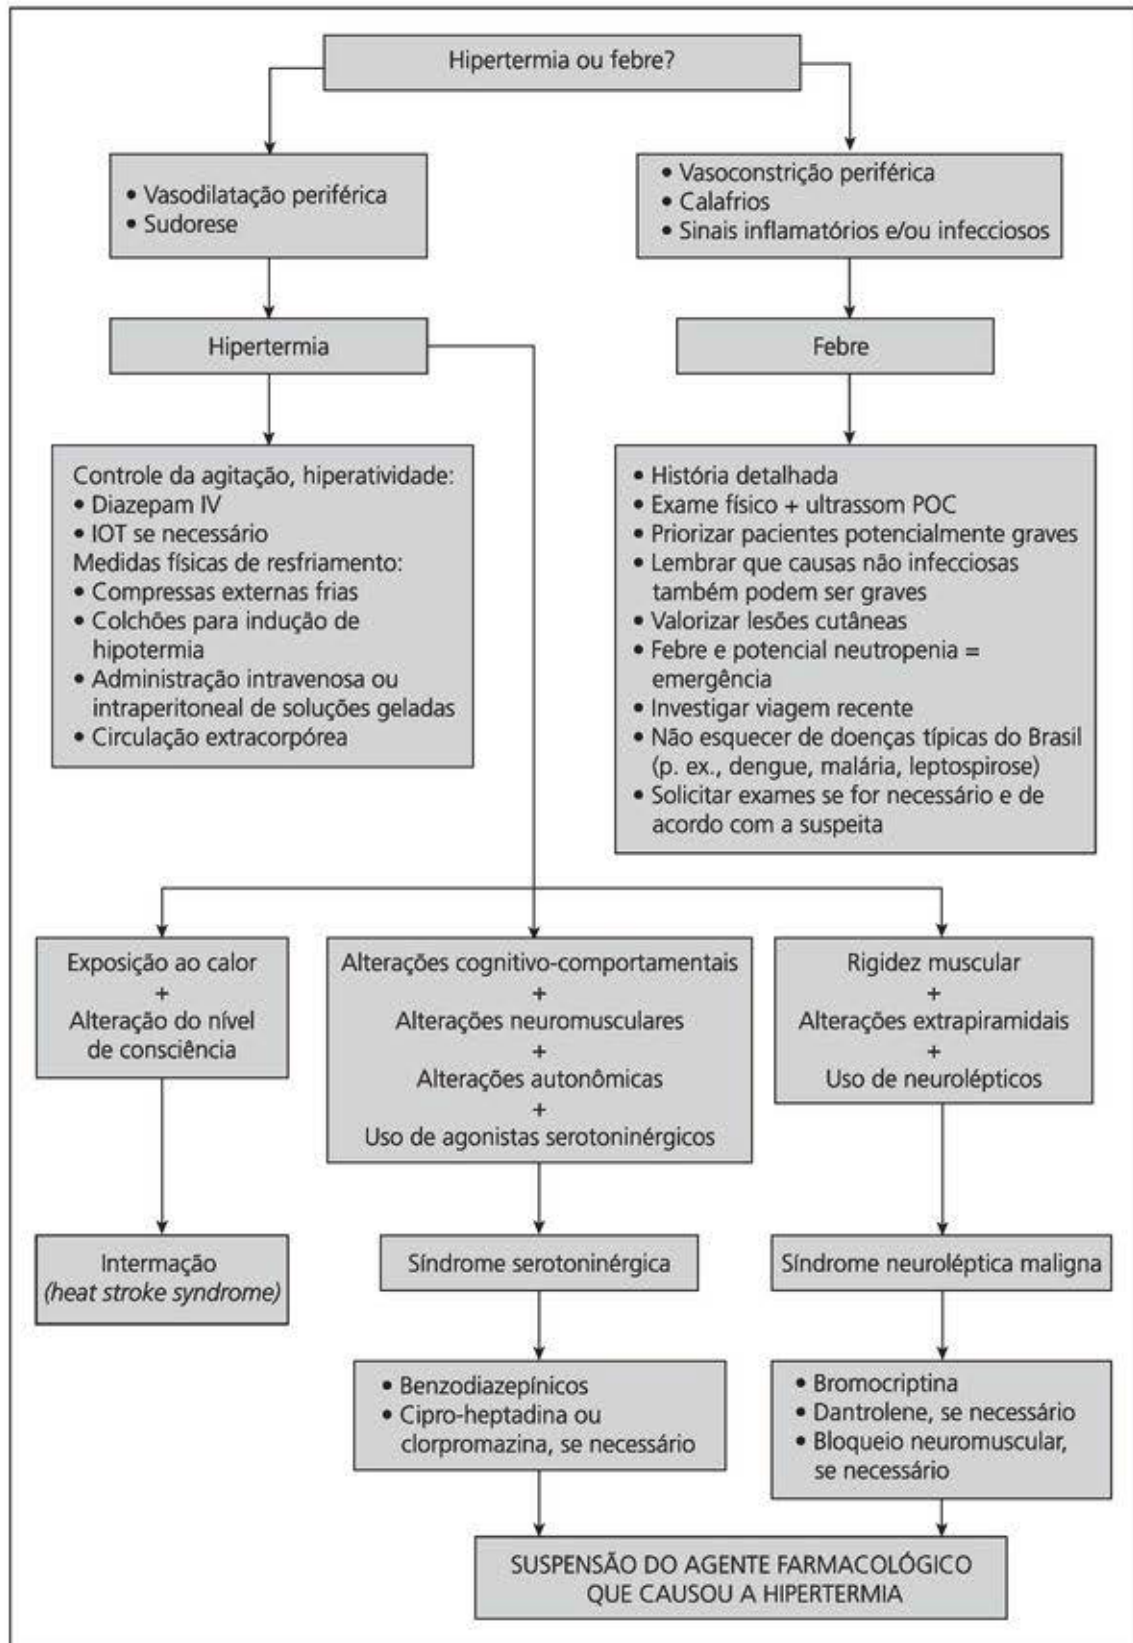 Hipertermia ou febre?
• Vasodilatação periférica
• Sudorese
• Vasoconstrição periférica
• Calafrios
• Sinais inflamatórios e/ou infecciosos
Hipertermia
Febre
Controle da agitação, hiperatividade:
• Diazepam IV
• IOT se necessário
Medidas físicas de resfriamento:
• Compressas externas frias
• Colchões para indução de
hipotermia
• Administração intravenosa ou
intraperitoneal de soluções geladas
• Circulação extracorpórea
• História detalhada
• Exame físico + ultrassom POC
• Priorizar pacientes potencialmente graves
• Lembrar que causas não infecciosas
também podem ser graves
• Valorizar lesões cutâneas
• Febre e potencial neutropenia =
emergência
• Investigar viagem recente
• Não esquecer de doenças típicas do Brasil
(p. ex., dengue, malária, leptospirose)
• Solicitar exames se for necessário e de
acordo com a suspeita
Exposição ao calor
+
Alteração do nível
de consciência
Alterações cognitivo-comportamentais
+
Alterações neuromusculares
+
Alterações autonômicas
+
Uso de agonistas serotoninérgicos
Rigidez muscular
+
Alterações extrapiramidais
+
Uso de neurolépticos
Intermação
(heat stroke syndrome)
Síndrome serotoninérgica
Síndrome neuroléptica maligna
• Benzodiazepínicos
• Cipro-heptadina ou
clorpromazina, se necessário
• Bromocriptina
• Dantrolene, se necessário
• Bloqueio neuromuscular,
se necessário
SUSPENSÃO DO AGENTE FARMACOLÓGICO
QUE CAUSOU A HIPERTERMIA